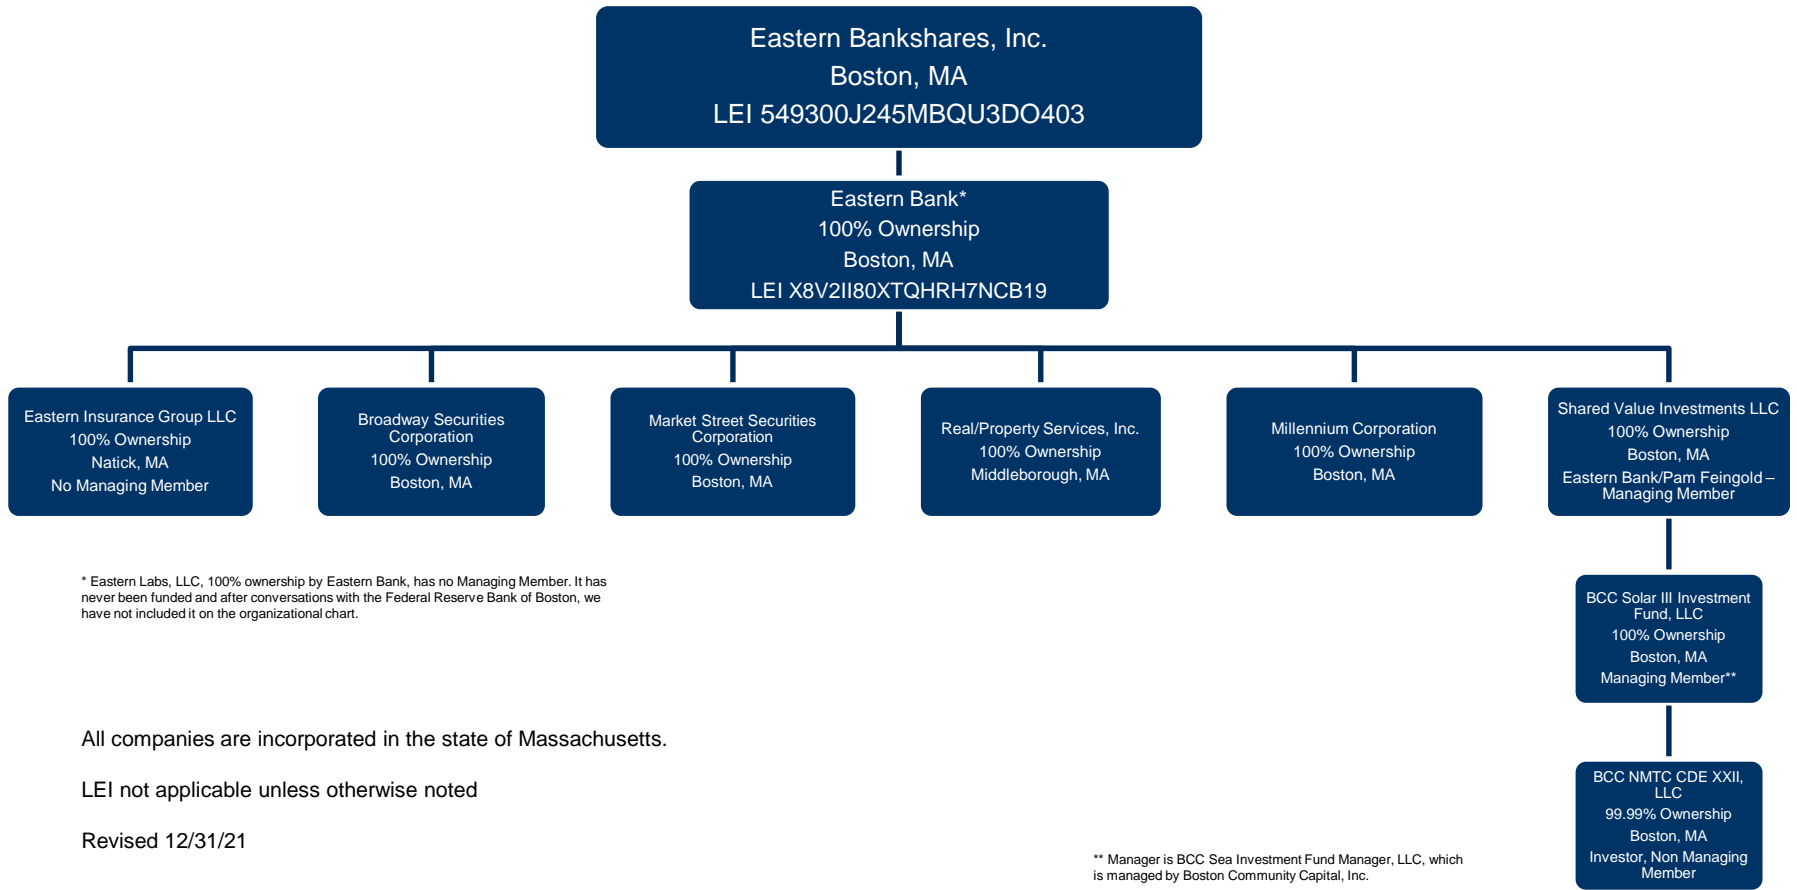 Eastern Bankshares, Inc.
Boston, MA
LEI 549300J245MBQU3DO403
Eastern Bank*
100% Ownership
Boston, MA
LEI X8V2II80XTQHRH7NCB19
Eastern Insurance Group LLC
100% Ownership
Natick, MA
No Managing Member
Broadway Securities
Corporation
100% Ownership
Boston, MA
Market Street Securities
Corporation
100% Ownership
Boston, MA
Real/Property Services, Inc.
100% Ownership
Middleborough, MA
Millennium Corporation
100% Ownership
Boston, MA
Shared Value Investments LLC
100% Ownership
Boston, MA
Eastern Bank/Pam Feingold –
Managing Member
* Eastern Labs, LLC, 100% ownership by Eastern Bank, has no Managing Member. It has
never been funded and after conversations with the Federal Reserve Bank of Boston, we
have not included it on the organizational chart.
BCC Solar III Investment
Fund, LLC
100% Ownership
Boston, MA
Managing Member**
All companies are incorporated in the state of Massachusetts.
LEI not applicable unless otherwise noted
Revised 12/31/21
BCC NMTC CDE XXII,
LLC
99.99% Ownership
Boston, MA
Investor, Non Managing
Member
** Manager is BCC Sea Investment Fund Manager, LLC, which
is managed by Boston Community Capital, Inc.